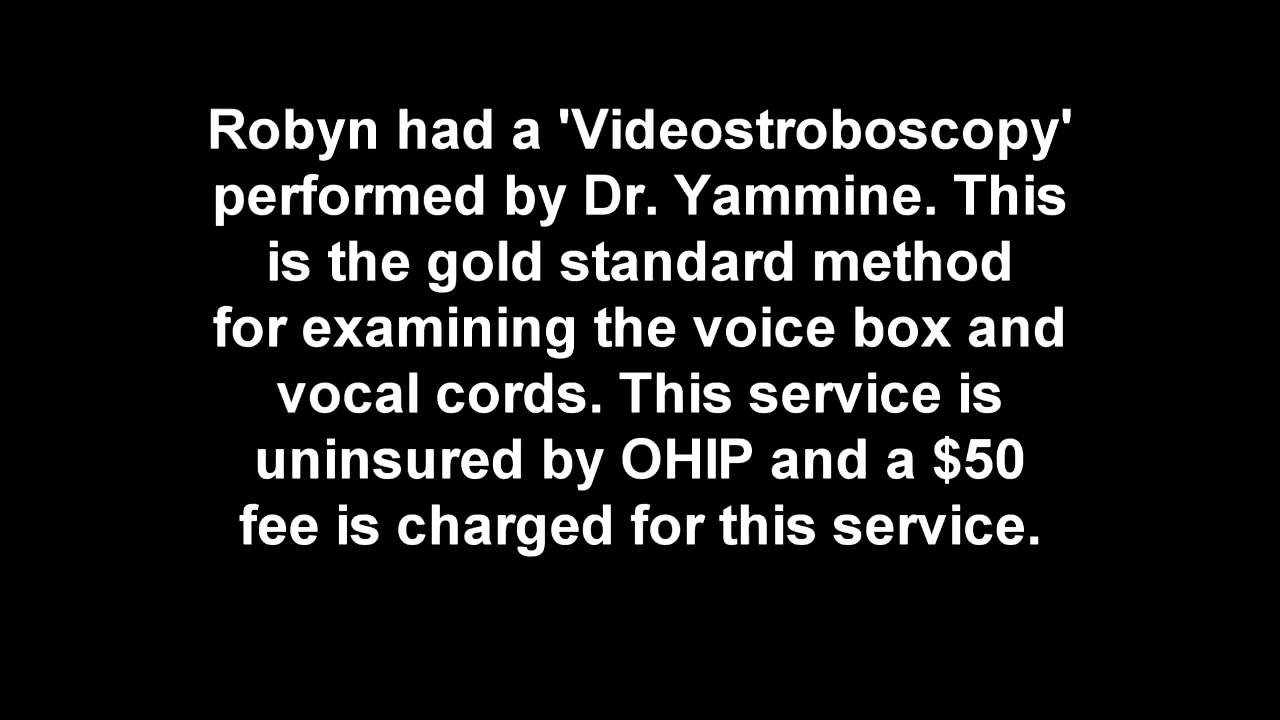 Robyn had a 'Videostroboscopy'
performed by Dr. Yammine. This
is the gold standard method
for examining the voice box and
vocal cords. This service is
uninsured by OHIP and a $50
fee is charged for this service.